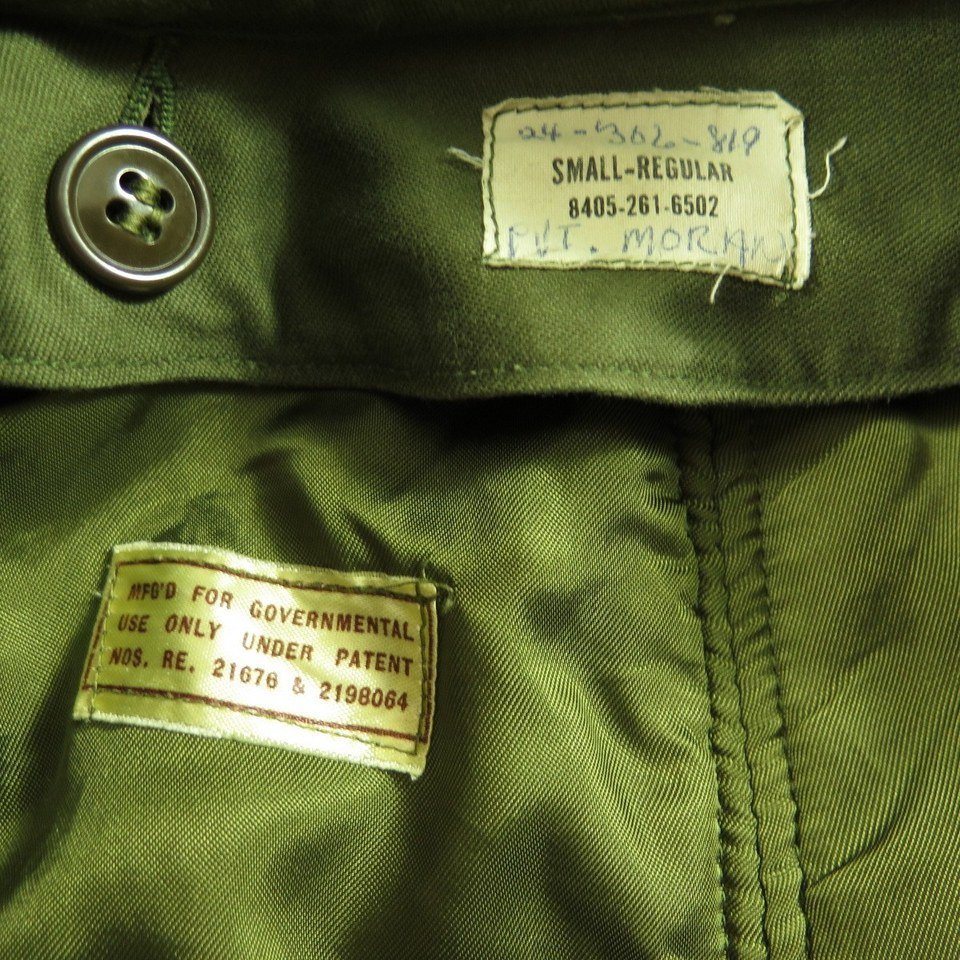 24-302-819
SMALL-REGULAR
8405-261-6502
PVT. MORAN
MFG'D FOR GOVERNMENTAL
USE ONLY UNDER PATENT
NOS. RE. 21676 & 2198064